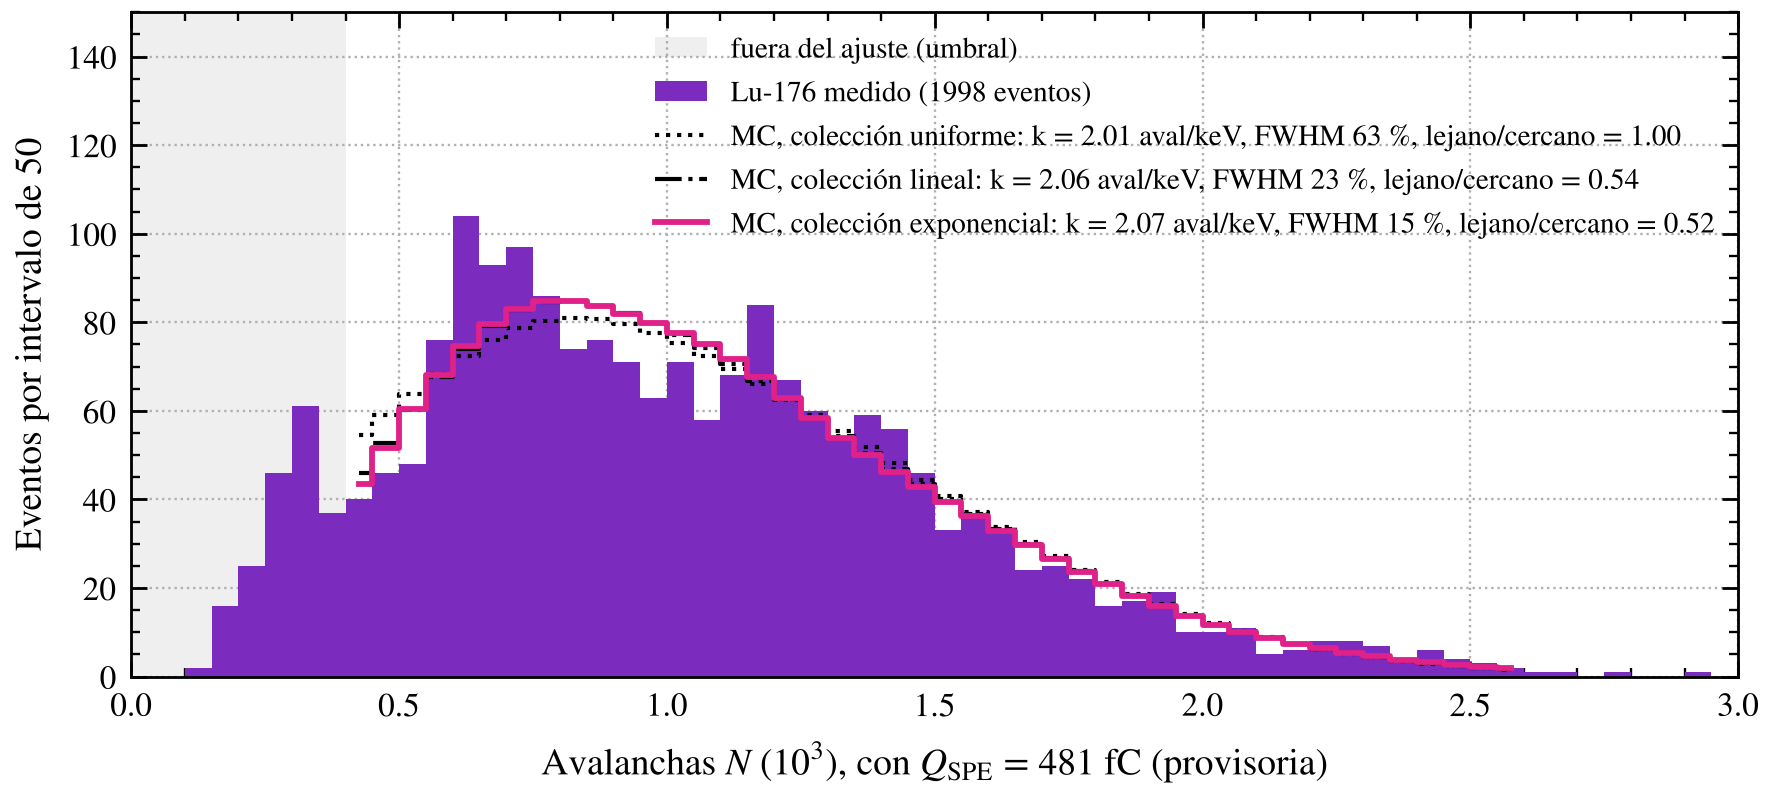 fuera del ajuste (umbral)
Lu-176 medido (1998 eventos)
MC, colección uniforme: k = 2.01 aval/keV, FWHM 63 %, lejano/cercano = 1.00
MC, colección lineal: k = 2.06 aval/keV, FWHM 23 %, lejano/cercano = 0.54
MC, colección exponencial: k = 2.07 aval/keV, FWHM 15 %, lejano/cercano = 0.52
Eventos por intervalo de 50
140
120
100
80
60
40
20
0
0.0 0.5 1.0 1.5 2.0 2.5 3.0
Avalanchas N (10³), con Q_SPE = 481 fC (provisoria)